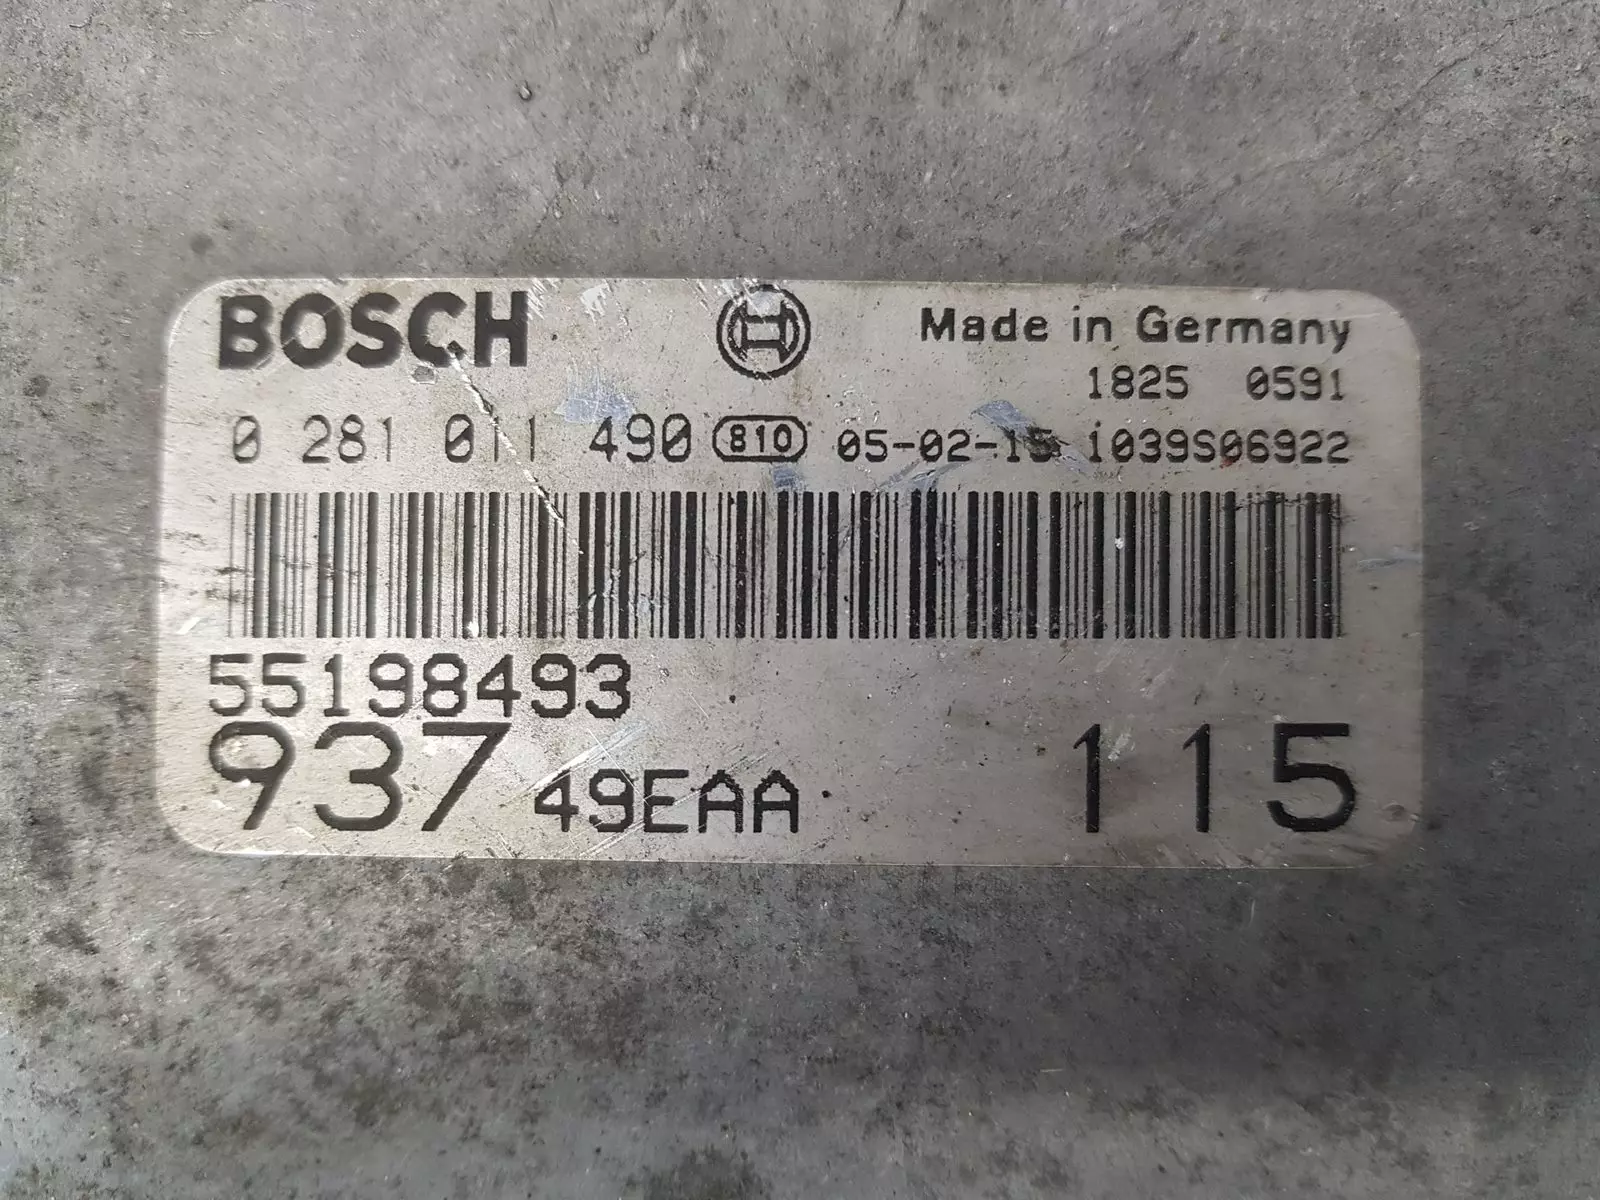 BOSCH Made in Germany
1825 0591
0 281 011 490 810 05-02-15 1039S06922
55198493
937 49EAA 115